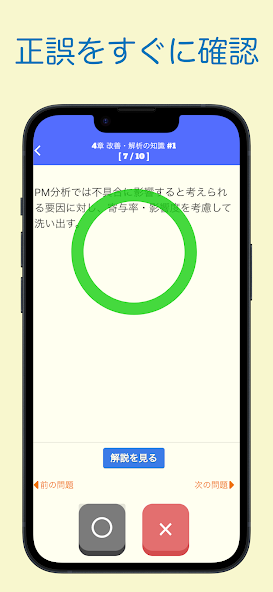 正誤をすぐに確認
4章 改善・解析の知識 #1
[ 7 / 10 ]
PM分析では不具合に影響すると考えられ
る要因に対し、寄与率・影響度を考慮して
洗い出す。
解説を見る
前の問題
次の問題